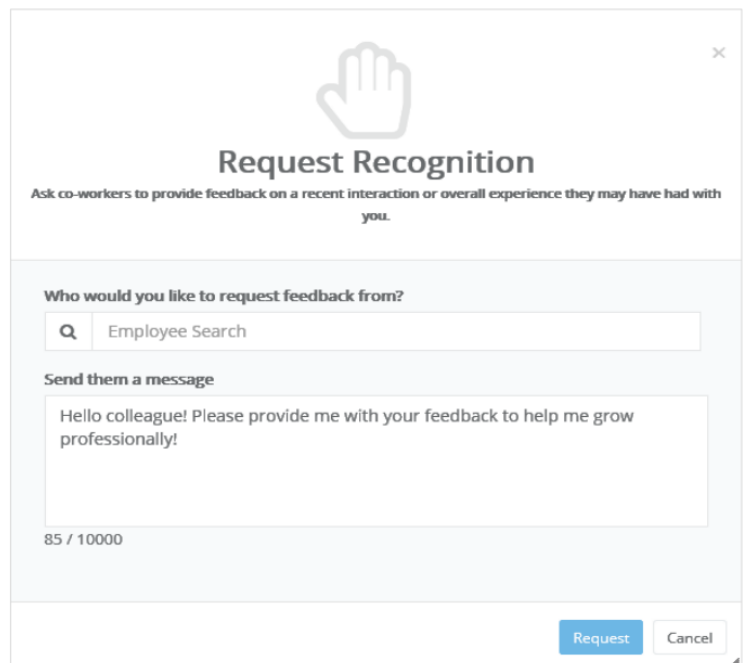 ×
Request Recognition
Ask co-workers to provide feedback on a recent interaction or overall experience they may have had with
you.
Who would you like to request feedback from?
Employee Search
Send them a message
Hello colleague! Please provide me with your feedback to help me grow
professionally!
85 / 10000
Request Cancel